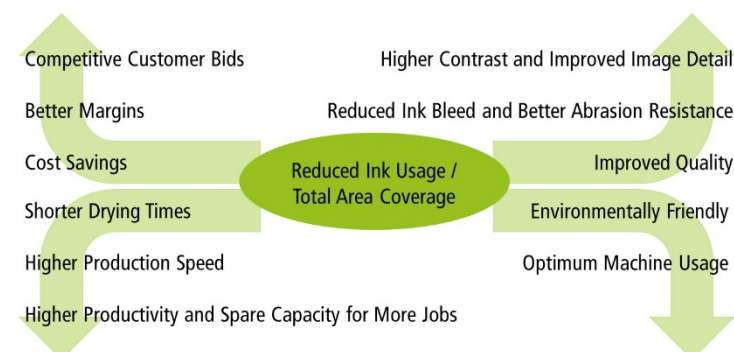 Competitive Customer Bids
Higher Contrast and Improved Image Detail
Better Margins
Reduced Ink Bleed and Better Abrasion Resistance
Cost Savings
Reduced Ink Usage /
Total Area Coverage
Improved Quality
Shorter Drying Times
Environmentally Friendly
Higher Production Speed
Optimum Machine Usage
Higher Productivity and Spare Capacity for More Jobs